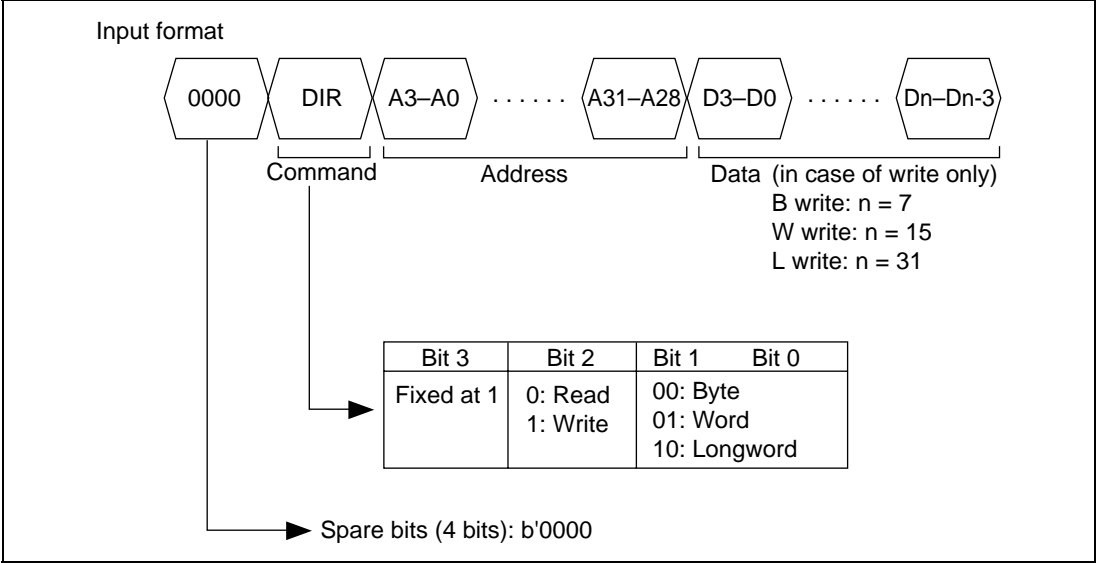 Input format
0000 DIR A3–A0 ······ A31–A28 D3–D0 ······ Dn–Dn-3
Command Address Data (in case of write only)
B write: n = 7
W write: n = 15
L write: n = 31
Bit 3 Bit 2 Bit 1 Bit 0
Fixed at 1 0: Read 00: Byte
1: Write 01: Word
10: Longword
Spare bits (4 bits): b'0000